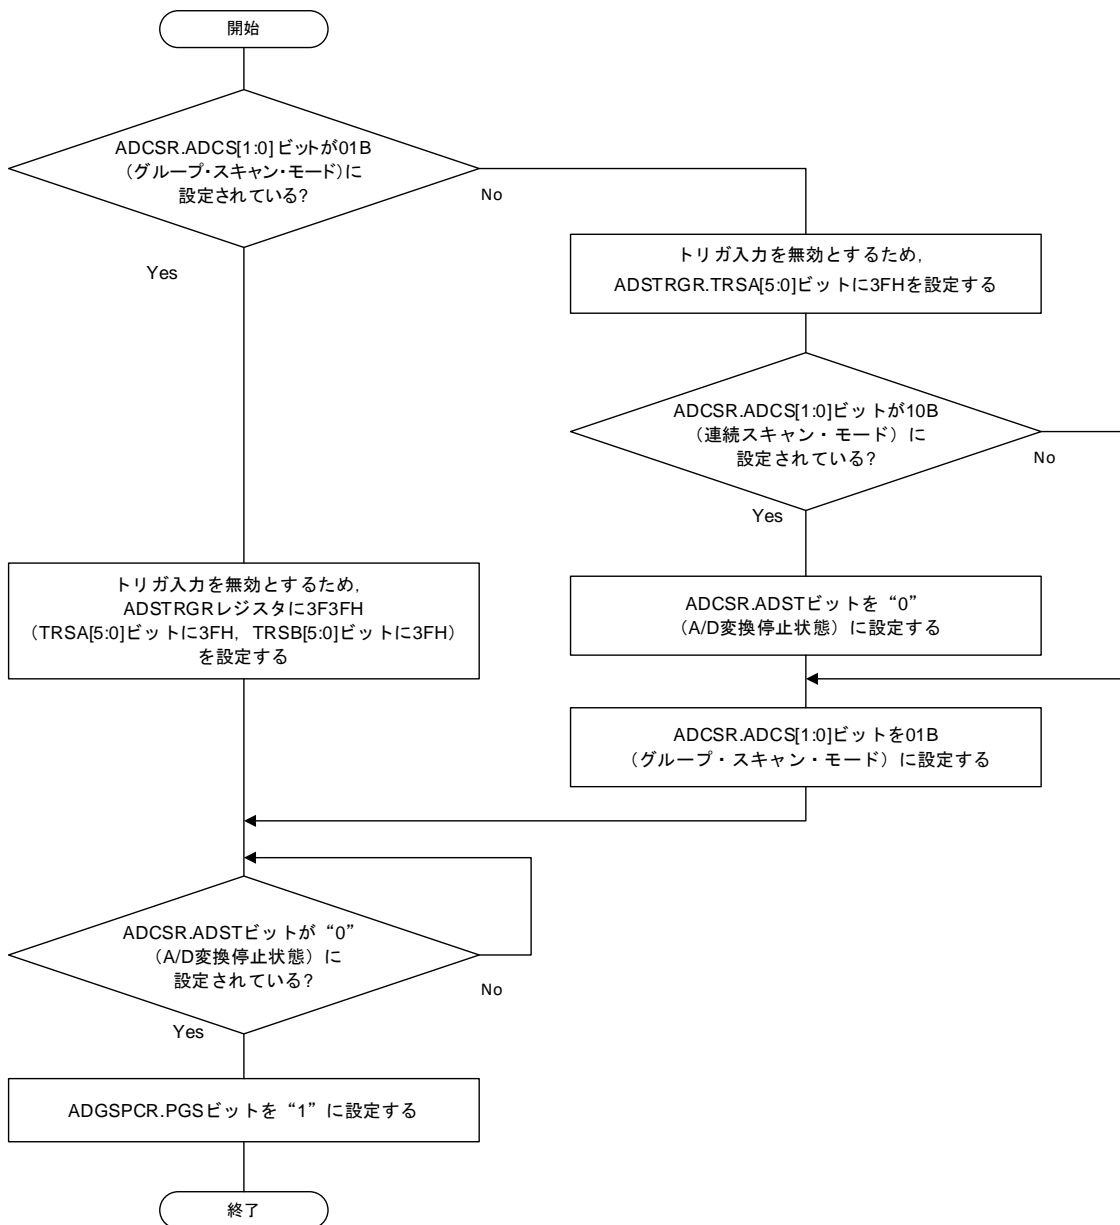 開始
ADCSR.ADCS[1:0] ビットが01B
(グループ・スキャン・モード)に
設定されている?
No
Yes
トリガ入力を無効とするため,
ADSTRGR.TRSA[5:0]ビットに3FHを設定する
ADCSR.ADCS[1:0]ビットが10B
（連続スキャン・モード）に
設定されている?
No
Yes
トリガ入力を無効とするため,
ADSTRGRレジスタに3F3FH
（TRSA[5:0]ビットに3FH, TRSB[5:0]ビットに3FH）
を設定する
ADCSR.ADSTビットを“0”
（A/D変換停止状態）に設定する
ADCSR.ADCS[1:0]ビットを01B
（グループ・スキャン・モード）に設定する
ADCSR.ADSTビットが“0”
（A/D変換停止状態）に
設定されている?
No
Yes
ADGSPCR.PGSビットを“1”に設定する
終了